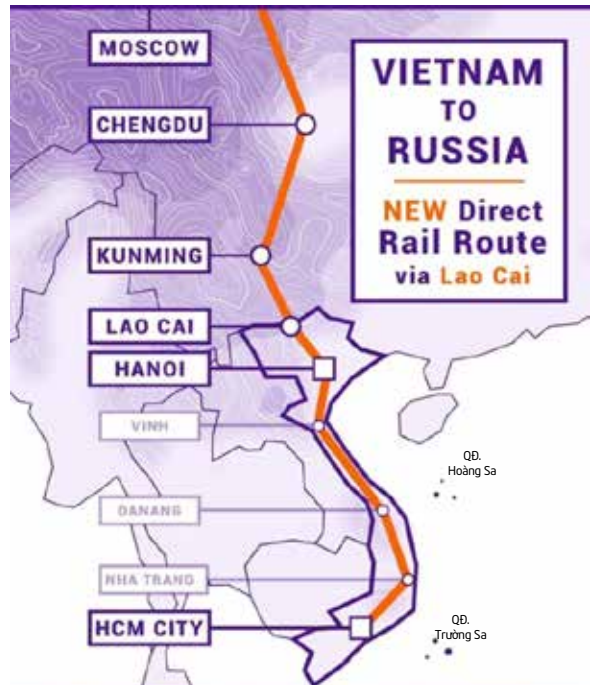 MOSCOW
CHENGDU
KUNMING
LAO CAI
HANOI
VINH
DANANG
NHA TRANG
HCM CITY
VIETNAM
TO
RUSSIA
NEW Direct
Rail Route
via Lao Cai
QĐ.
Hoàng Sa
QĐ.
Trường Sa